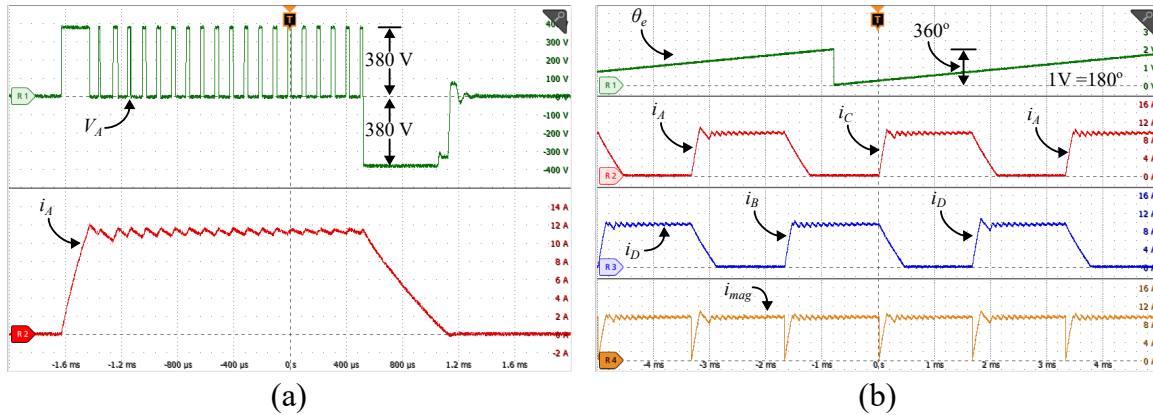 T
400 V
300 V
200 V
100 V
0 V
-100 V
-200 V
-300 V
-400 V
R1
380 V
380 V
V_A
14 A
12 A
10 A
8 A
6 A
4 A
2 A
0 A
-2 A
i_A
R2
-1.6 ms
-1.2 ms
-800 µs
-400 µs
0 s
400 µs
800 µs
1.2 ms
1.6 ms
(a)
T
θ_e
360º
1V =180º
3 V
2 V
1 V
0 V
R1
16 A
12 A
8 A
4 A
0 A
i_A
i_C
i_A
R2
16 A
12 A
8 A
4 A
0 A
i_B
i_D
i_D
R3
16 A
12 A
8 A
4 A
0 A
i_mag
R4
-4 ms
-3 ms
-2 ms
-1 ms
0 s
1 ms
2 ms
3 ms
4 ms
(b)